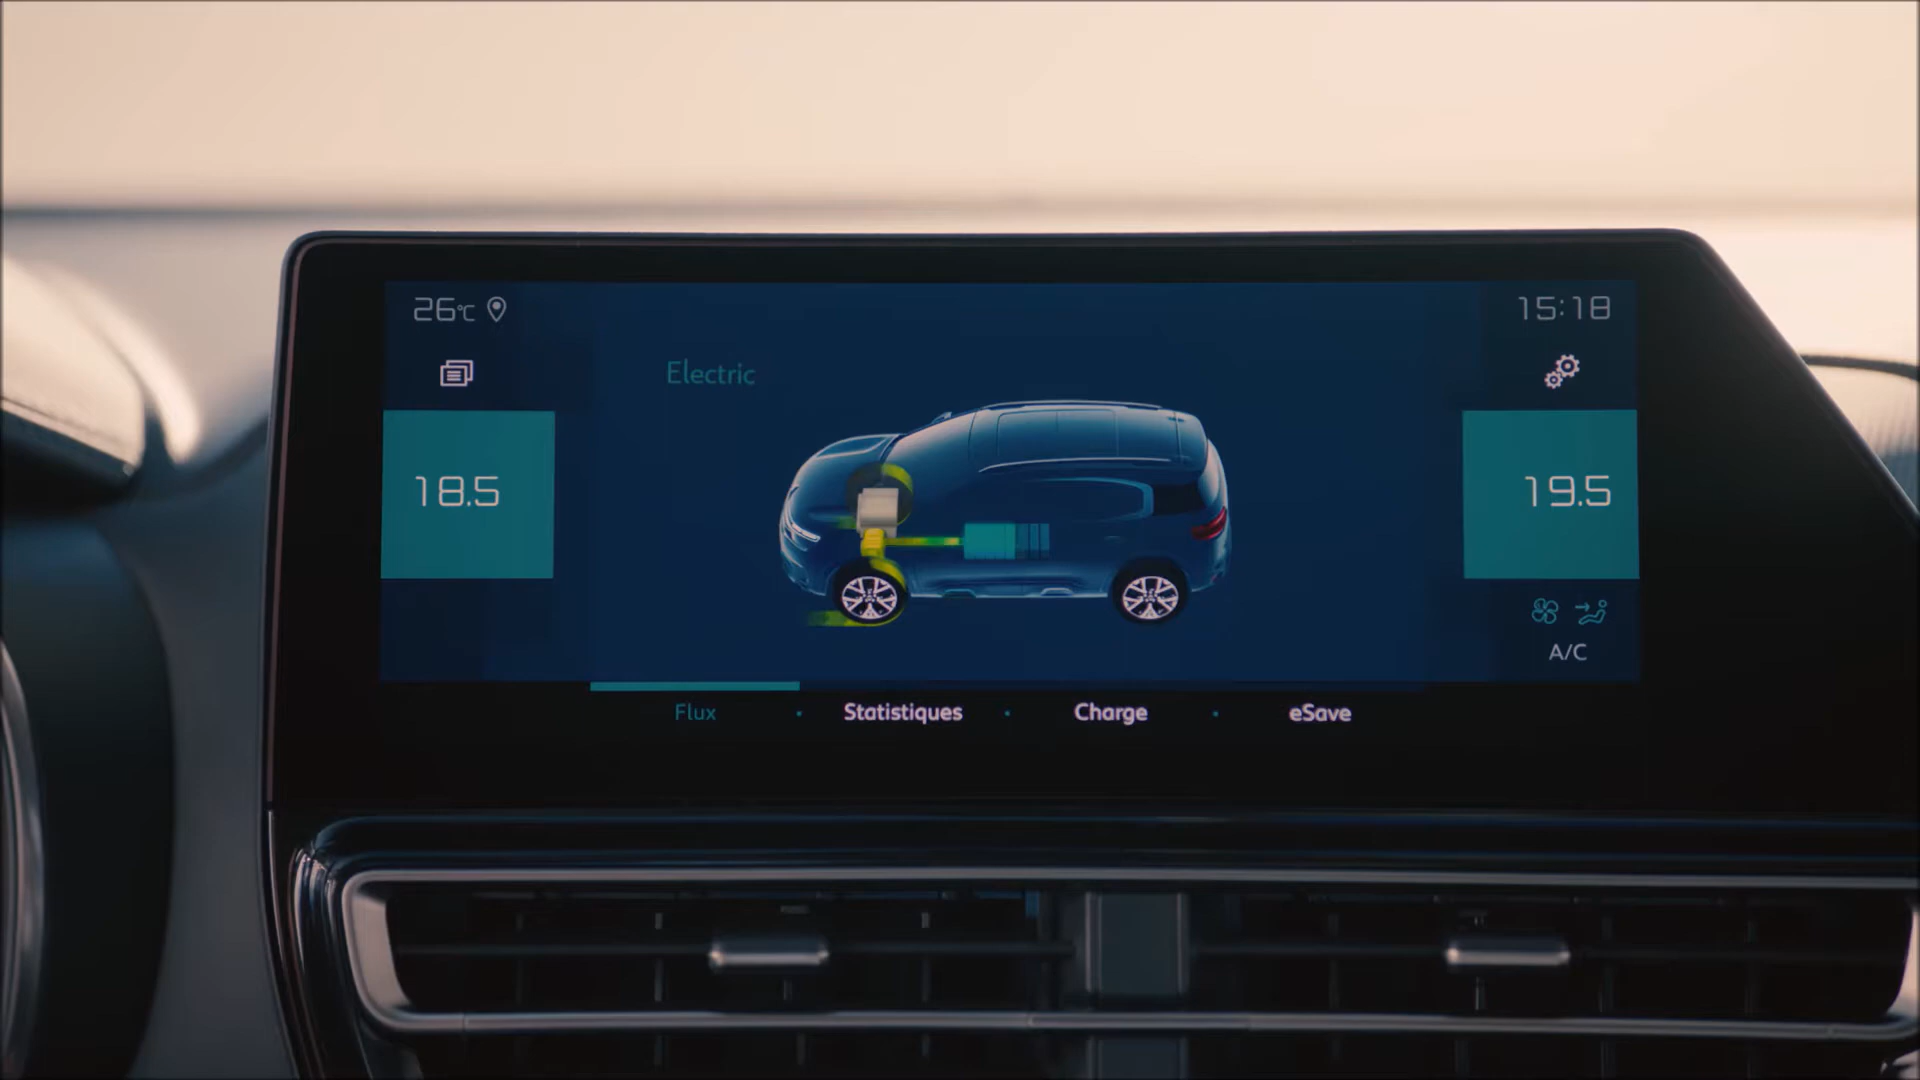 26°C
15:18
Electric
18.5
19.5
A/C
Flux · Statistiques · Charge · eSave